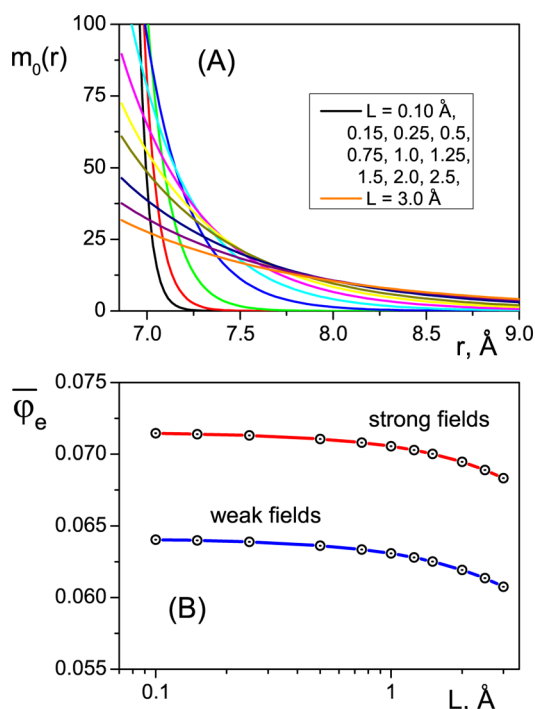 100
m₀(r)
(A)
75
L = 0.10 Å,
0.15, 0.25, 0.5,
0.75, 1.0, 1.25,
1.5, 2.0, 2.5,
L = 3.0 Å
50
25
0
7.0 7.5 8.0 8.5 9.0
r, Å
0.075
φ̄ₑ
strong fields
0.070
weak fields
0.065
0.060
(B)
0.055
0.1 1
L, Å